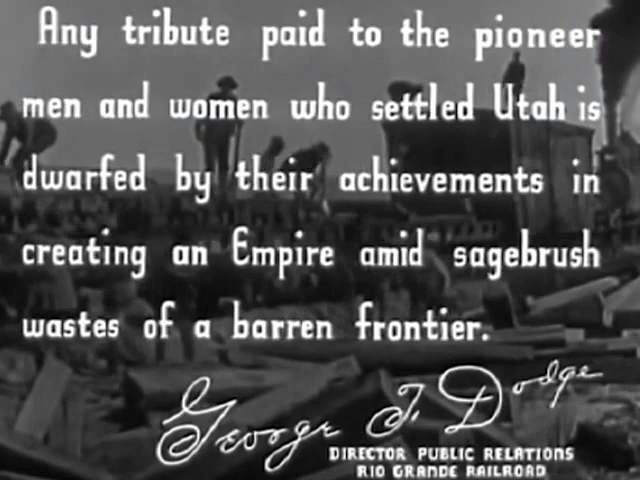 Any tribute paid to the pioneer
men and women who settled Utah is
dwarfed by their achievements in
creating an Empire amid sagebrush
wastes of a barren frontier.
George F. Dodge
DIRECTOR PUBLIC RELATIONS
RIO GRANDE RAILROAD